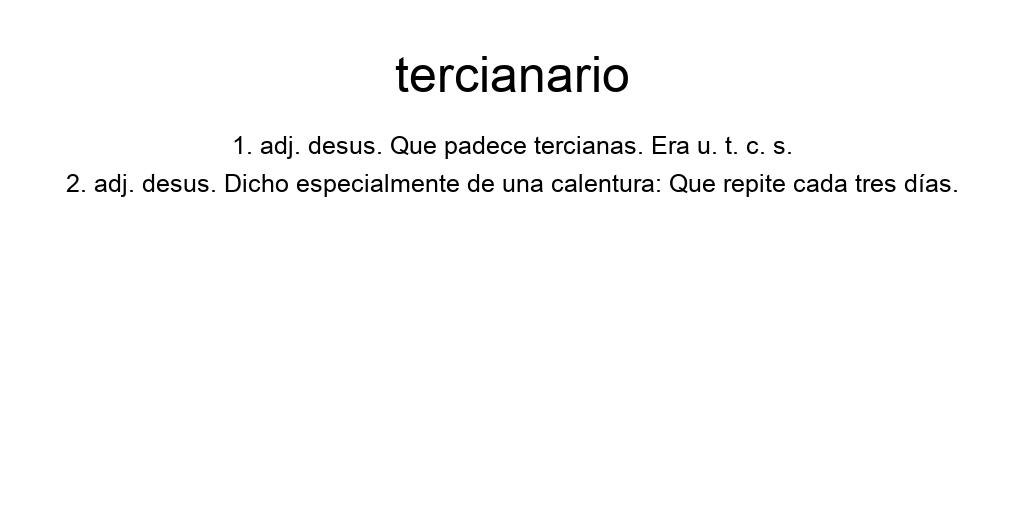 tercianario
1. adj. desus. Que padece tercianas. Era u. t. c. s.
2. adj. desus. Dicho especialmente de una calentura: Que repite cada tres días.